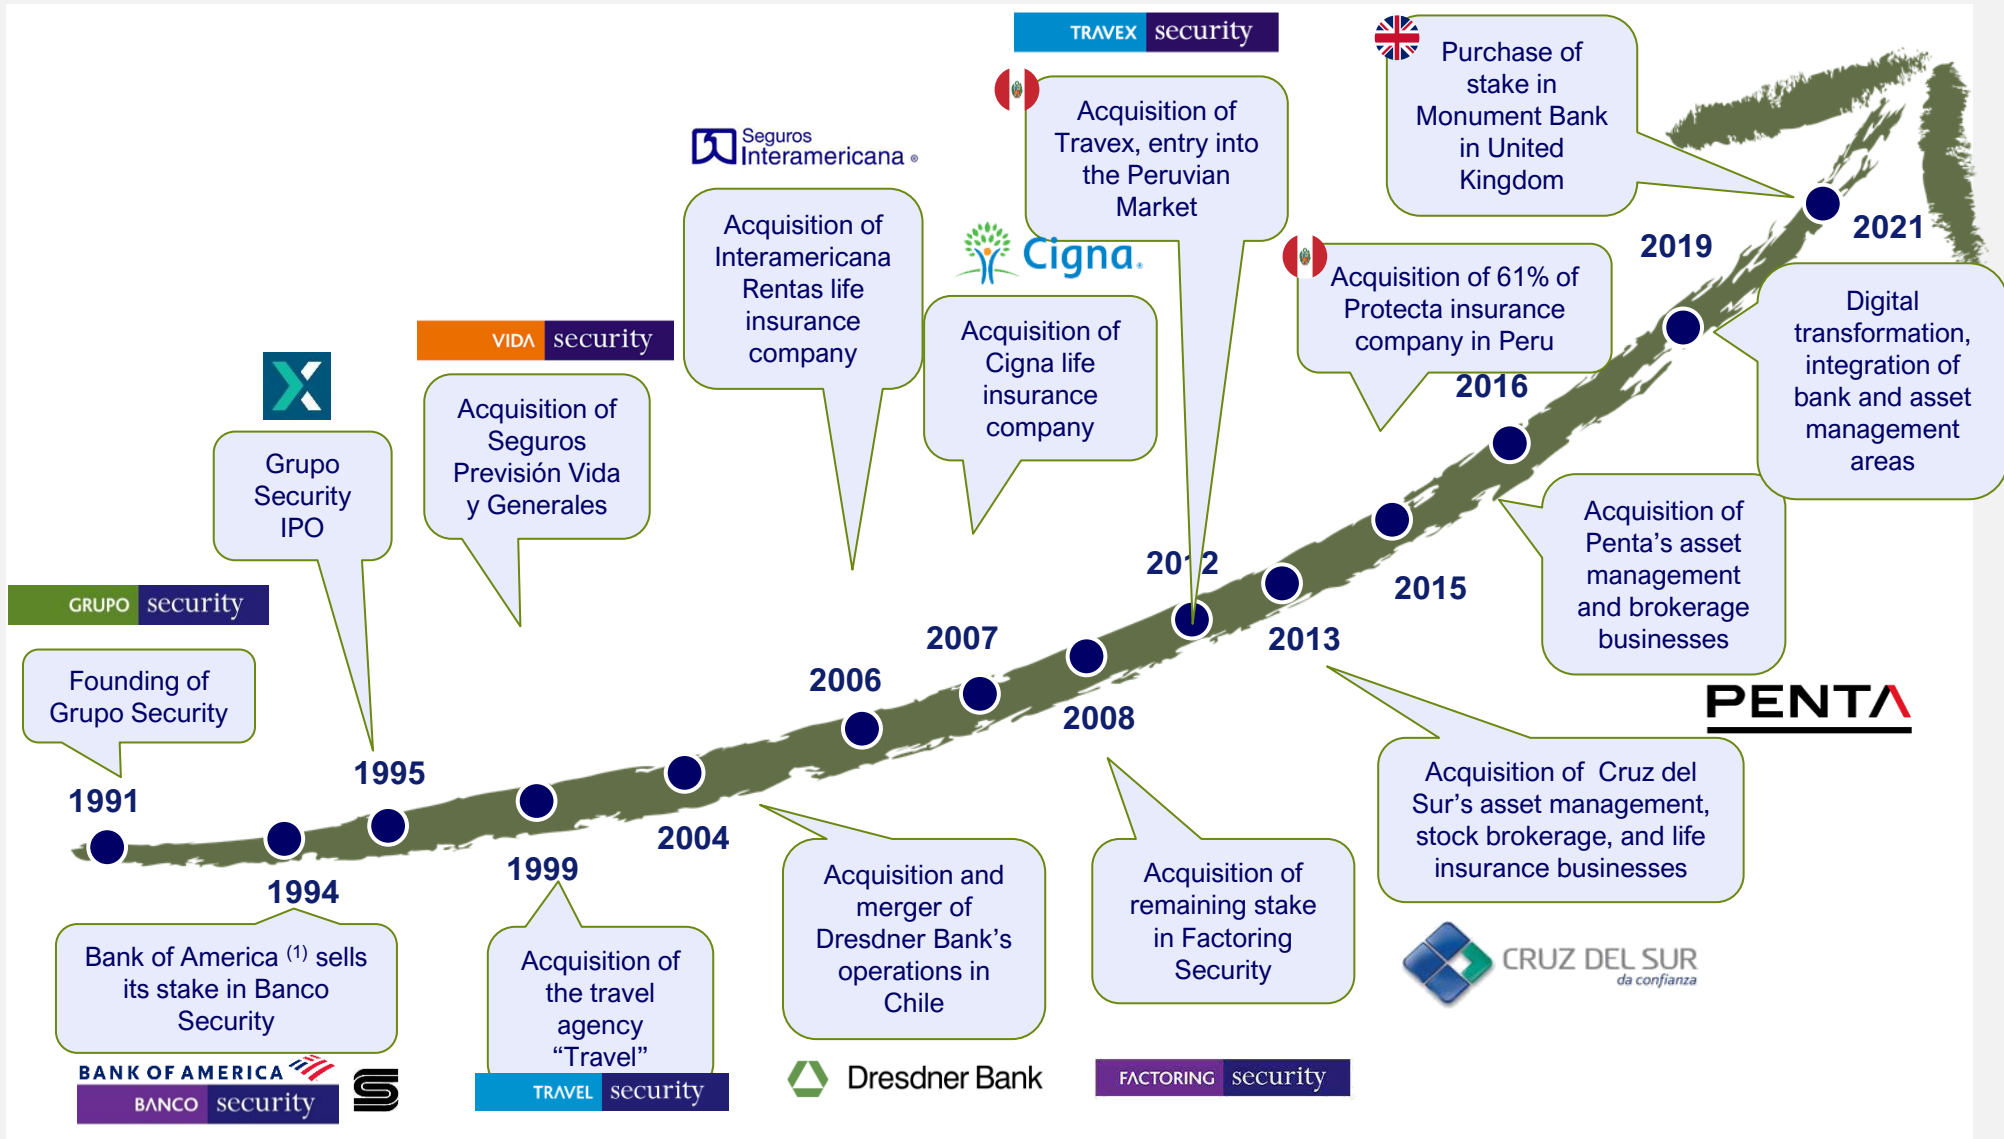 TRAVEX security
Purchase of
stake in
Monument Bank
in United
Kingdom
Acquisition of
Travex, entry into
the Peruvian
Market
Seguros
Interamericana ®
Acquisition of
Interamericana
Rentas life
insurance
company
Cigna®
2021
2019
Acquisition of 61% of
Protecta insurance
company in Peru
Digital
transformation,
integration of
bank and asset
management
areas
VIDA security
Acquisition of
Cigna life
insurance
company
X
Acquisition of
Seguros
Previsión Vida
y Generales
2016
Grupo
Security
IPO
Acquisition of
Penta’s asset
management
and brokerage
businesses
2012
2015
GRUPO security
2007
2013
Founding of
Grupo Security
2006
2008
PENTA
1995
1991
Acquisition of  Cruz del
Sur’s asset management,
stock brokerage, and life
insurance businesses
2004
1999
1994
Acquisition and
merger of
Dresdner Bank’s
operations in
Chile
Acquisition of
remaining stake
in Factoring
Security
Bank of America (1) sells
its stake in Banco
Security
Acquisition of
the travel
agency
“Travel”
CRUZ DEL SUR
da confianza
BANK OF AMERICA
BANCO security
TRAVEL security
Dresdner Bank
FACTORING security